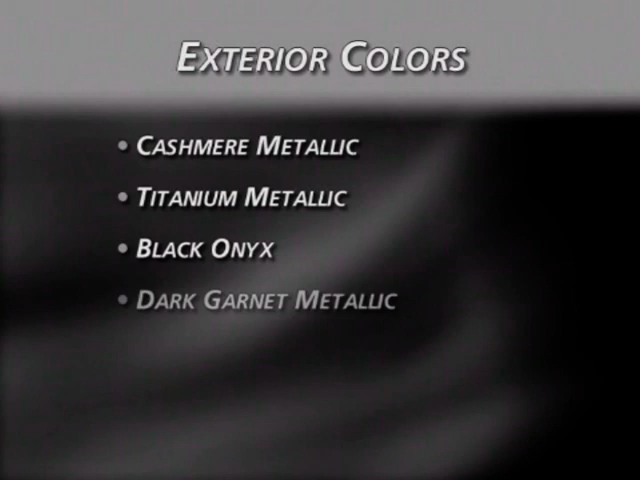 EXTERIOR COLORS
• CASHMERE METALLIC
• TITANIUM METALLIC
• BLACK ONYX
• DARK GARNET METALLIC